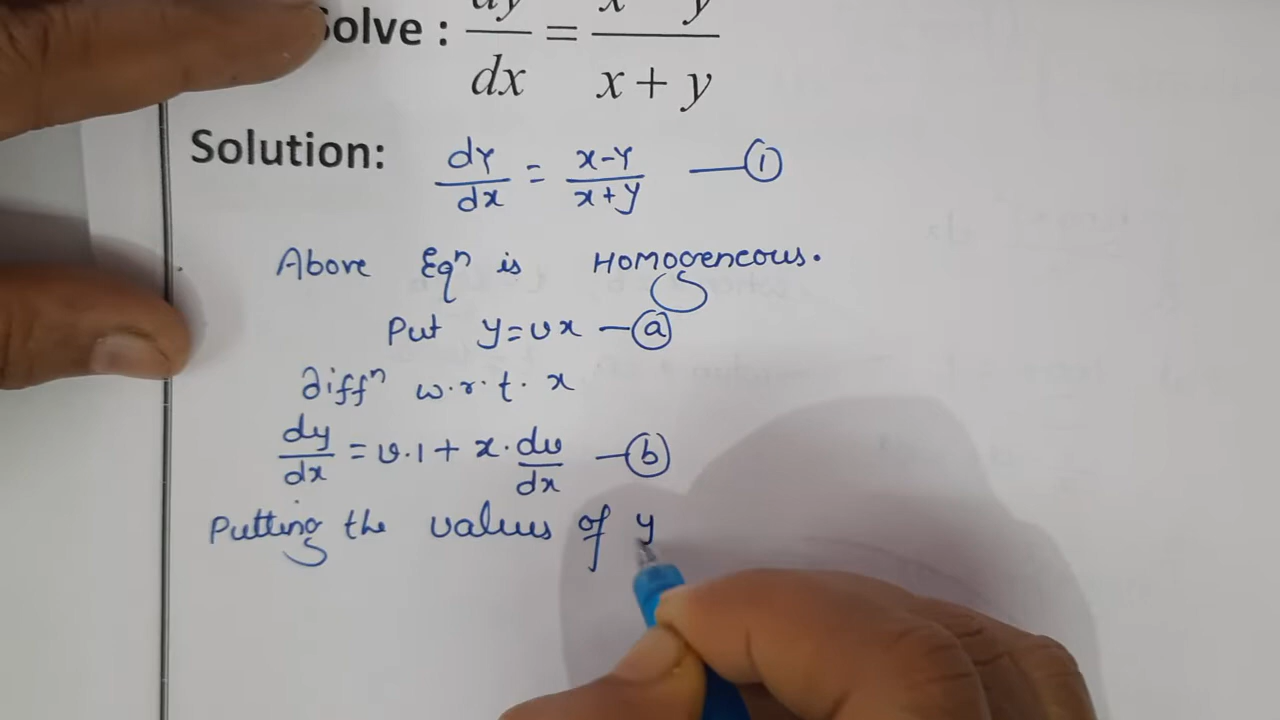 Solve : dy/dx = x - y / x + y
Solution: dy/dx = x-y/x+y —①
Above Eqⁿ is Homogeneous.
Put y=vx —ⓐ
diffⁿ w.r.t. x
dy/dx = v.1 + x.dv/dx —ⓑ
Putting the values of y